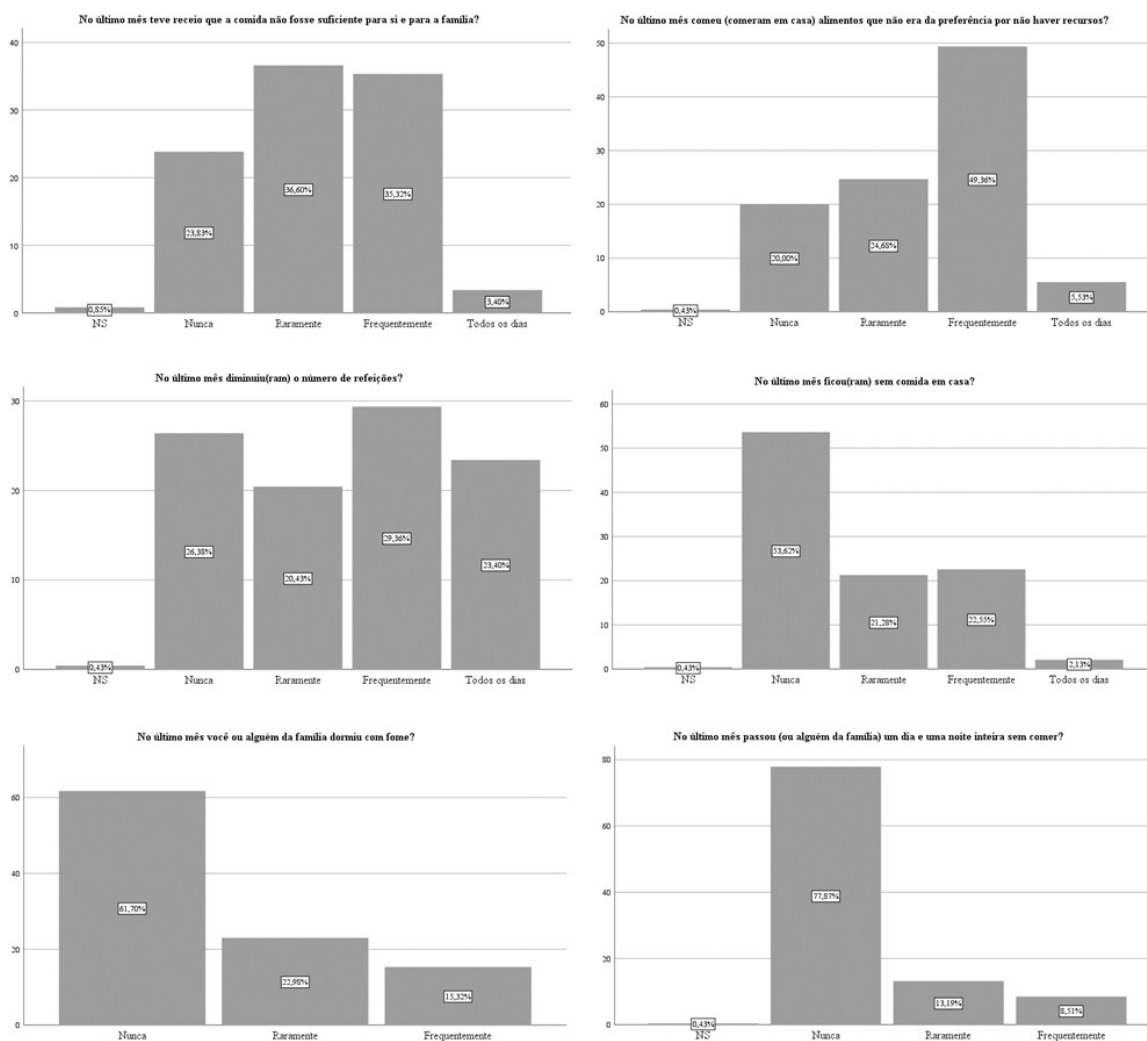 No último mês teve receio que a comida não fosse suficiente para si e para a família?
40
30
20
10
0
0,85%
23,83%
36,60%
35,32%
3,40%
NS
Nunca
Raramente
Frequentemente
Todos os dias
No último mês comeu (comeram em casa) alimentos que não era da preferência por não haver recursos?
50
40
30
20
10
0
0,43%
20,00%
24,68%
49,36%
5,53%
NS
Nunca
Raramente
Frequentemente
Todos os dias
No último mês diminuiu(ram) o número de refeições?
30
20
10
0
0,43%
26,38%
20,43%
29,36%
23,40%
NS
Nunca
Raramente
Frequentemente
Todos os dias
No último mês ficou(ram) sem comida em casa?
60
50
40
30
20
10
0
0,43%
53,62%
21,28%
22,55%
2,13%
NS
Nunca
Raramente
Frequentemente
Todos os dias
No último mês você ou alguém da família dormiu com fome?
60
40
20
0
61,70%
22,98%
15,32%
Nunca
Raramente
Frequentemente
No último mês passou (ou alguém da família) um dia e uma noite inteira sem comer?
80
60
40
20
0
0,43%
77,87%
13,19%
8,51%
NS
Nunca
Raramente
Frequentemente